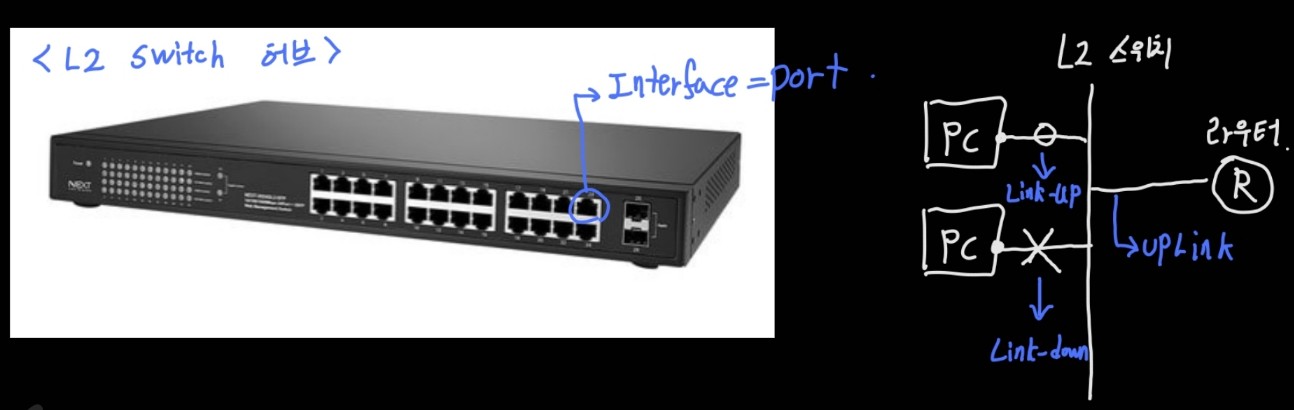 <L2 Switch 허브>
Interface = port .
NEXT
L2 스위치
PC
Link-up
라우터.
R
PC
upLink
Link-down